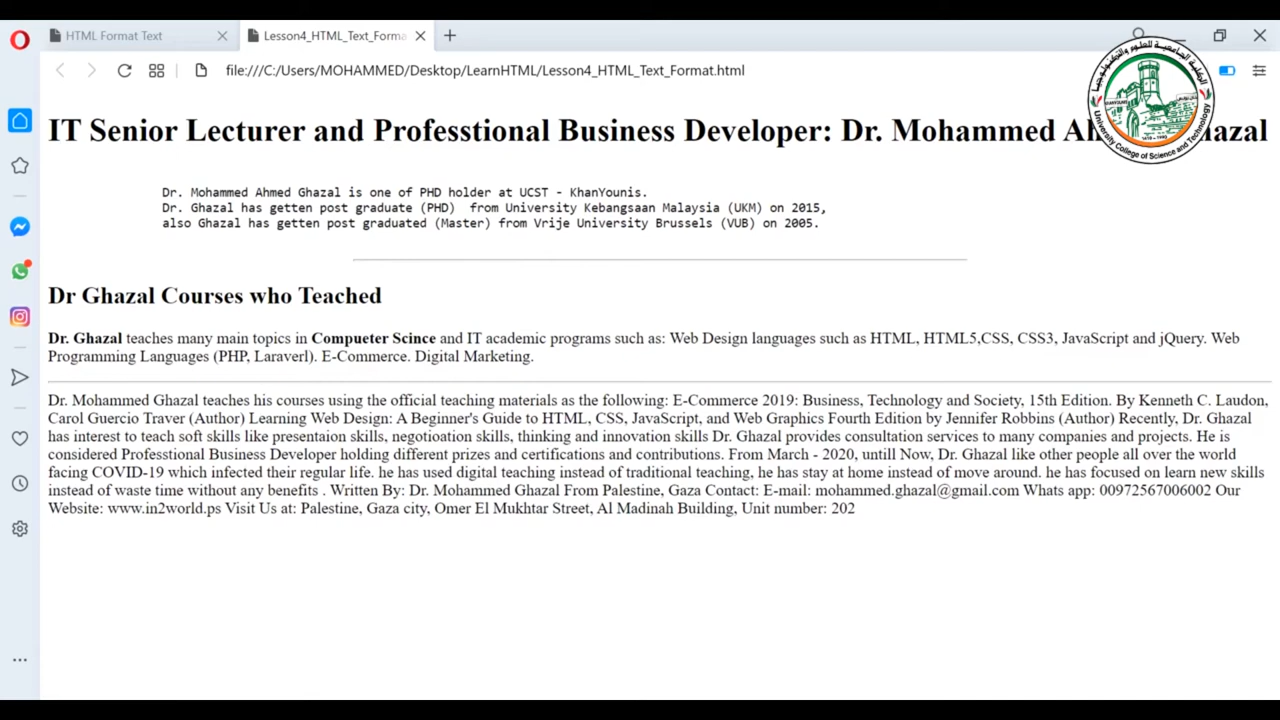 HTML Format Text
Lesson4_HTML_Text_Forma
file:///C:/Users/MOHAMMED/Desktop/LearnHTML/Lesson4_HTML_Text_Format.html
الكلية الجامعية للعلوم والتكنولوجيا
University College of Science and Technology
IT Senior Lecturer and Professtional Business Developer: Dr. Mohammed Ah hazal
Dr. Mohammed Ahmed Ghazal is one of PHD holder at UCST - KhanYounis.
Dr. Ghazal has getten post graduate (PHD)  from University Kebangsaan Malaysia (UKM) on 2015,
also Ghazal has getten post graduated (Master) from Vrije University Brussels (VUB) on 2005.
Dr Ghazal Courses who Teached
Dr. Ghazal teaches many main topics in Compueter Scince and IT academic programs such as: Web Design languages such as HTML, HTML5,CSS, CSS3, JavaScript and jQuery. Web
Programming Languages (PHP, Laraverl). E-Commerce. Digital Marketing.
Dr. Mohammed Ghazal teaches his courses using the official teaching materials as the following: E-Commerce 2019: Business, Technology and Society, 15th Edition. By Kenneth C. Laudon,
Carol Guercio Traver (Author) Learning Web Design: A Beginner's Guide to HTML, CSS, JavaScript, and Web Graphics Fourth Edition by Jennifer Robbins (Author) Recently, Dr. Ghazal
has interest to teach soft skills like presentaion skills, negotioation skills, thinking and innovation skills Dr. Ghazal provides consultation services to many companies and projects. He is
considered Professional Business Developer holding different prizes and certifications and contributions. From March - 2020, untill Now, Dr. Ghazal like other people all over the world
facing COVID-19 which infected their regular life. he has used digital teaching instead of traditional teaching, he has stay at home instead of move around. he has focused on learn new skills
instead of waste time without any benefits . Written By: Dr. Mohammed Ghazal From Palestine, Gaza Contact: E-mail: mohammed.ghazal@gmail.com Whats app: 00972567006002 Our
Website: www.in2world.ps Visit Us at: Palestine, Gaza city, Omer El Mukhtar Street, Al Madinah Building, Unit number: 202